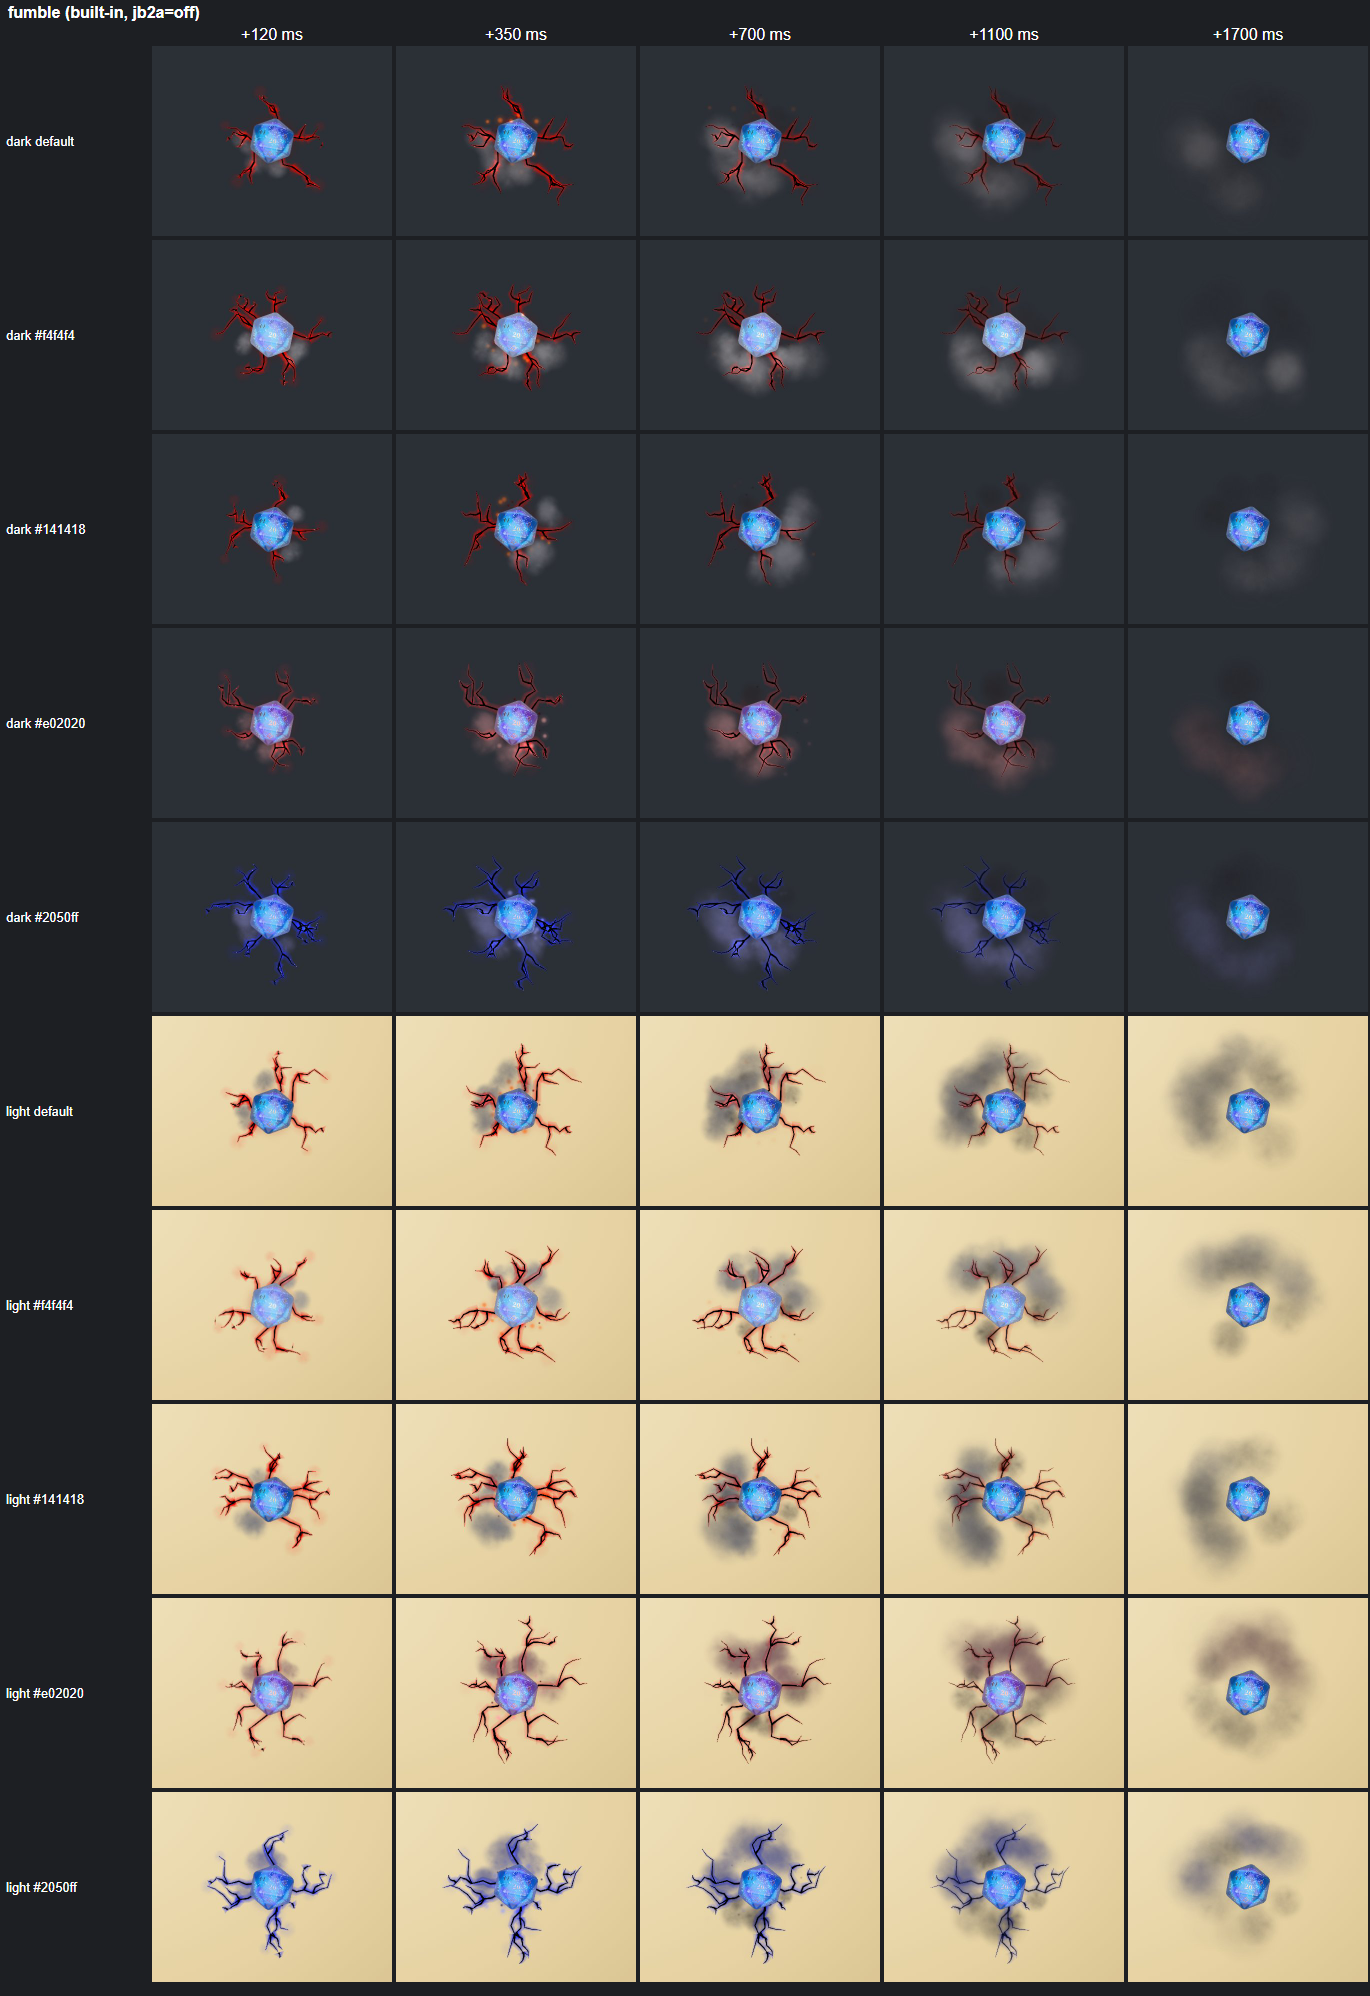 fumble (built-in, jb2a=off)
+120 ms +350 ms +700 ms +1100 ms +1700 ms
dark default
dark #f4f4f4
dark #141418
dark #e02020
dark #2050ff
light default
light #f4f4f4
light #141418
light #e02020
light #2050ff